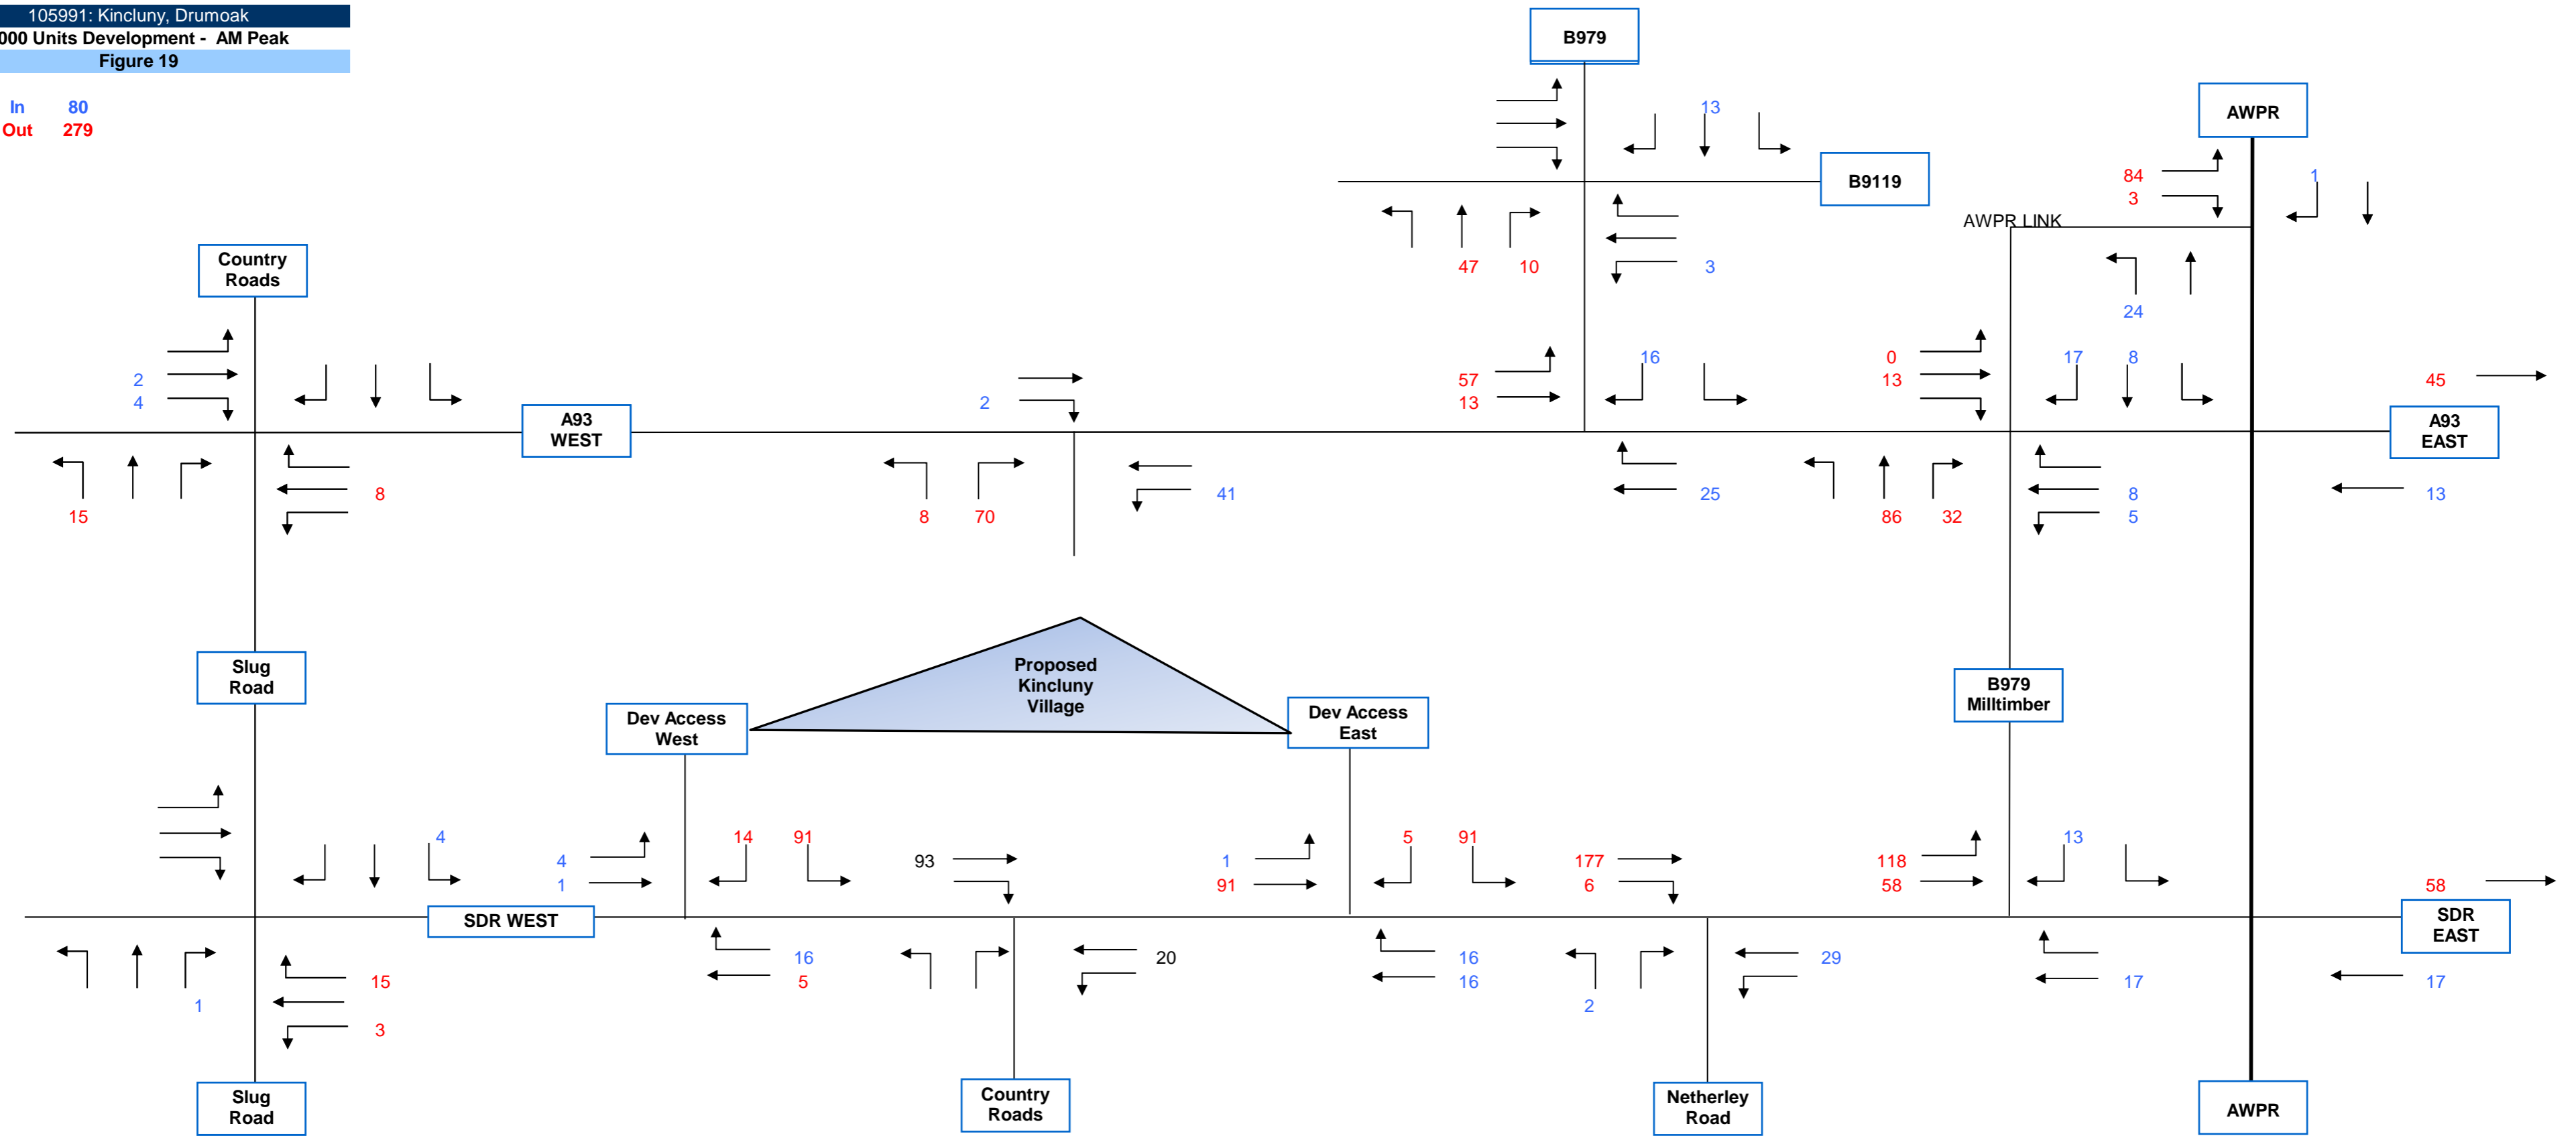 105991: Kincluny, Drumoak
000 Units Development - AM Peak
Figure 19
In 80
Out 279
B979
13
B9119
47 10
3
AWPR
84
3
1
AWPR LINK
24
Country
Roads
2
4
A93
WEST
15
8
2
8 70
41
57
13
16
25
0
13
17 8
86 32
8
5
45
A93
EAST
13
Slug
Road
Proposed
Kincluny
Village
Dev Access
West
Dev Access
East
B979
Milltimber
4
4
1
14 91
93
1
91
5 91
177
6
118
58
13
58
SDR WEST
SDR
EAST
1
15
3
16
5
20
16
16
2
29
17
17
Slug
Road
Country
Roads
Netherley
Road
AWPR